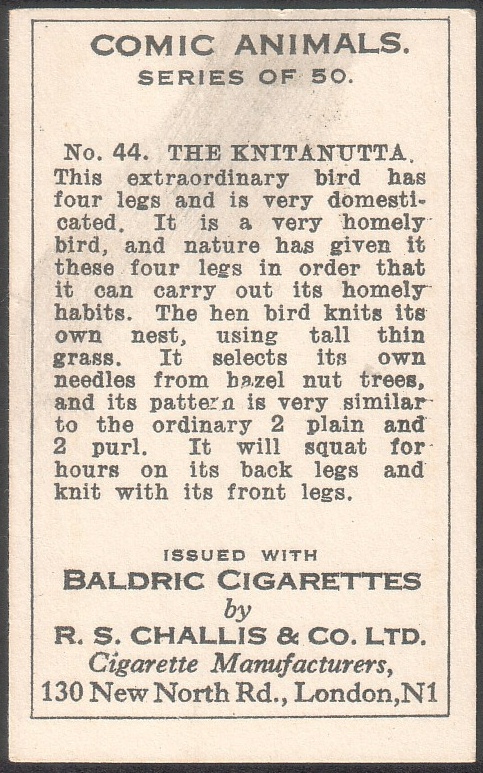 COMIC ANIMALS.
SERIES OF 50.
No. 44. THE KNITANUTTA.
This extraordinary bird has
four legs and is very domesti-
cated. It is a very homely
bird, and nature has given it
these four legs in order that
it can carry out its homely
habits. The hen bird knits its
own nest, using tall thin
grass. It selects its own
needles from hazel nut trees,
and its pattern is very similar
to the ordinary 2 plain and
2 purl. It will squat for
hours on its back legs and
knit with its front legs.
ISSUED WITH
BALDRIC CIGARETTES
by
R. S. CHALLIS & CO. LTD.
Cigarette Manufacturers,
130 New North Rd., London, N1